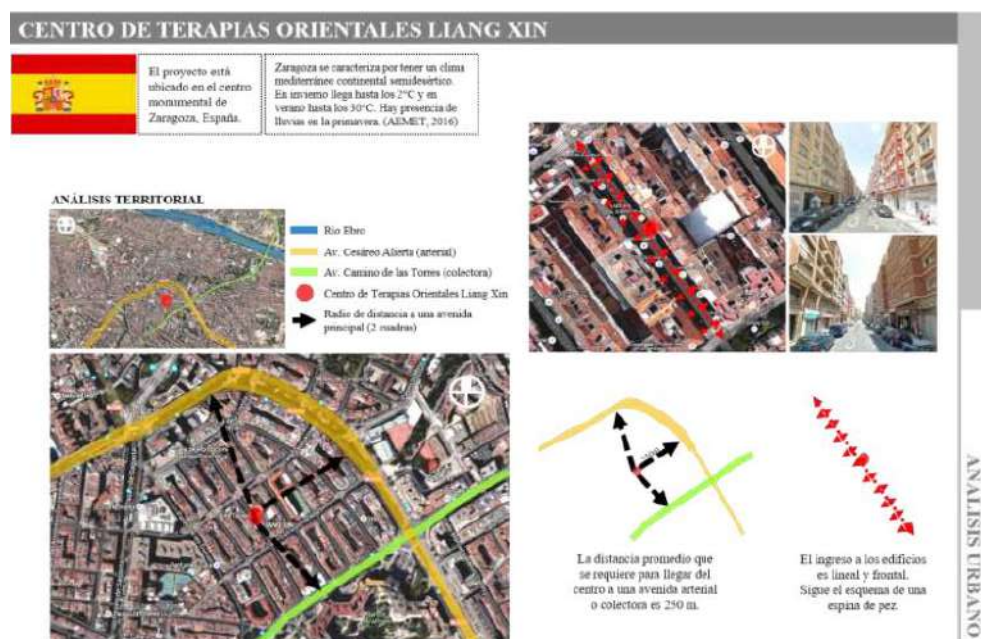 CENTRO DE TERAPIAS ORIENTALES LIANG XIN
El proyecto está
ubicado en el centro
monumental de
Zaragoza, España.
Zaragoza se caracteriza por tener un clima
mediterráneo continental semidesértico.
En invierno llega hasta los 2°C y en
verano hasta los 30°C. Hay presencia de
lluvias en la primavera. (AEMET, 2016)
ANÁLISIS TERRITORIAL
Rio Ebro
Av. Cesáreo Alierta (arterial)
Av. Camino de las Torres (colectora)
Centro de Terapias Orientales Liang Xin
Radio de distancia a una avenida
principal (2 cuadras)
La distancia promedio que
se requiere para llegar del
centro a una avenida arterial
o colectora es 250 m.
El ingreso a los edificios
es lineal y frontal.
Sigue el esquema de una
espina de pez.
ANALISIS URBANO